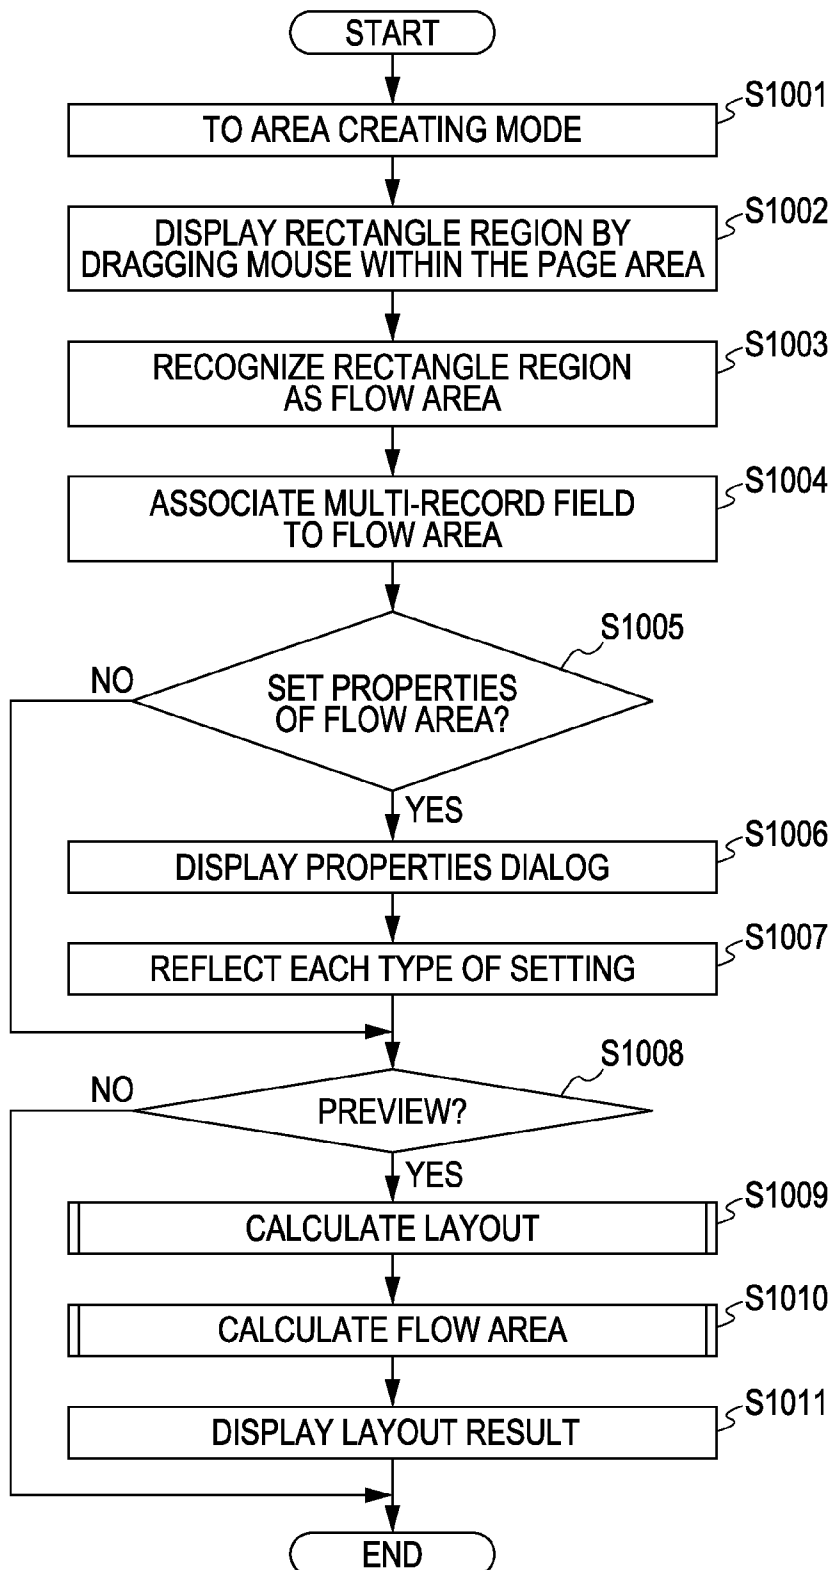 START
S1001
TO AREA CREATING MODE
S1002
DISPLAY RECTANGLE REGION BY
DRAGGING MOUSE WITHIN THE PAGE AREA
S1003
RECOGNIZE RECTANGLE REGION
AS FLOW AREA
S1004
ASSOCIATE MULTI-RECORD FIELD
TO FLOW AREA
S1005
NO
SET PROPERTIES
OF FLOW AREA?
YES
S1006
DISPLAY PROPERTIES DIALOG
S1007
REFLECT EACH TYPE OF SETTING
S1008
NO
PREVIEW?
YES
S1009
CALCULATE LAYOUT
S1010
CALCULATE FLOW AREA
S1011
DISPLAY LAYOUT RESULT
END